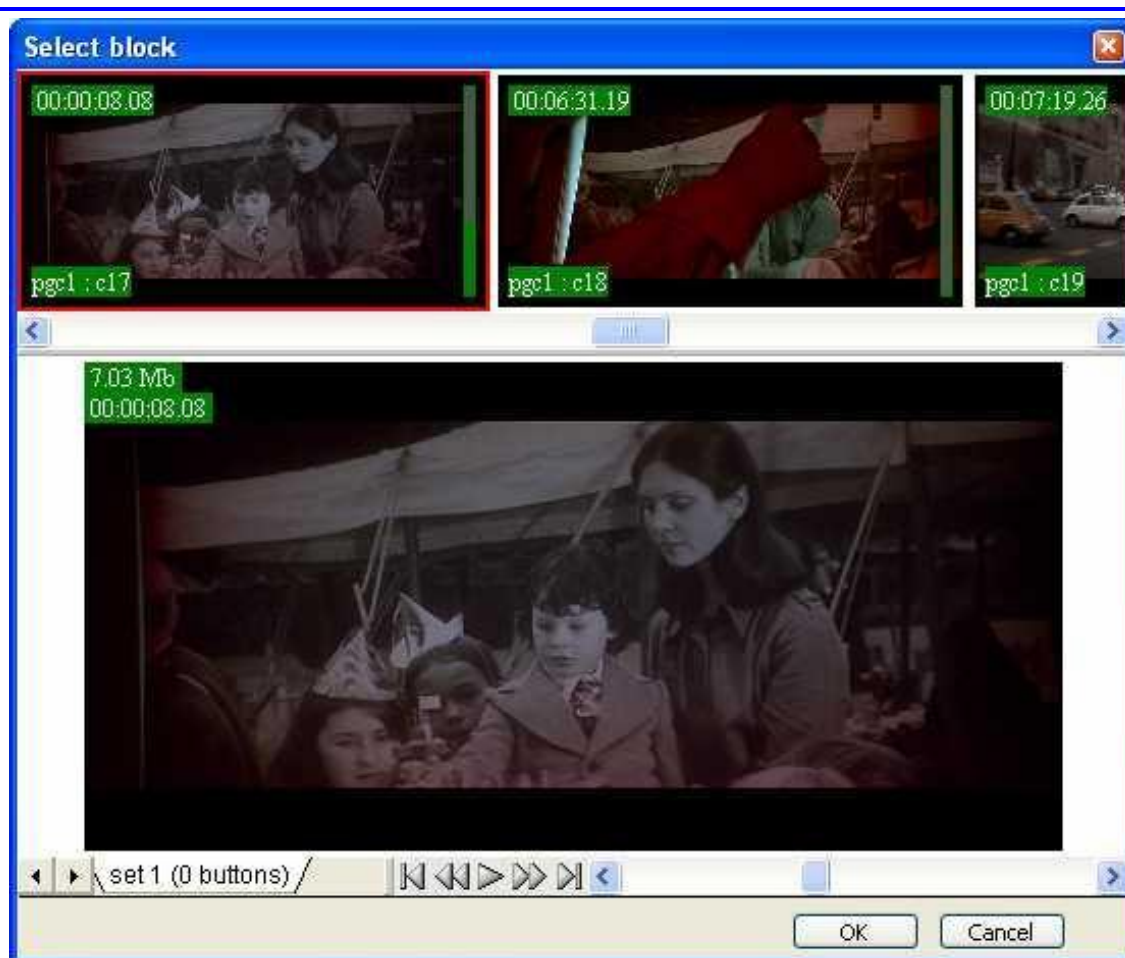 Select block
00:00:08.08
00:06:31.19
00:07:19.26
pgc1 : c17
pgc1 : c18
pgc1 : c19
7.03 Mb
00:00:08.08
set 1 (0 buttons)
OK
Cancel